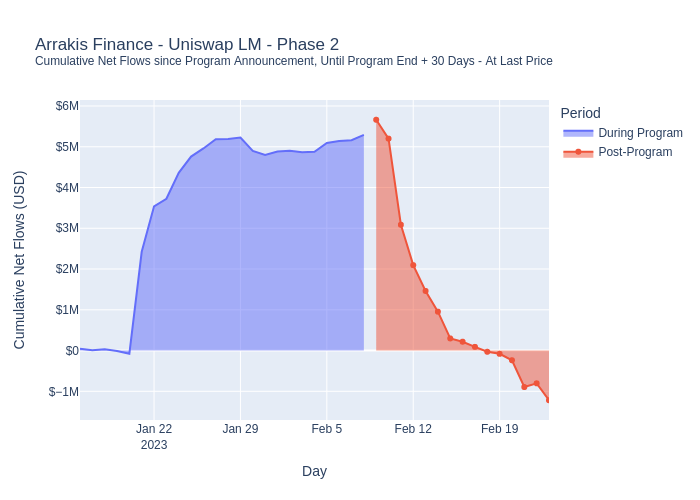 Arrakis Finance - Uniswap LM - Phase 2
Cumulative Net Flows since Program Announcement, Until Program End + 30 Days - At Last Price
Period
During Program
Post-Program
Cumulative Net Flows (USD)
$6M
$5M
$4M
$3M
$2M
$1M
$0
$−1M
Jan 22
2023
Jan 29
Feb 5
Feb 12
Feb 19
Day